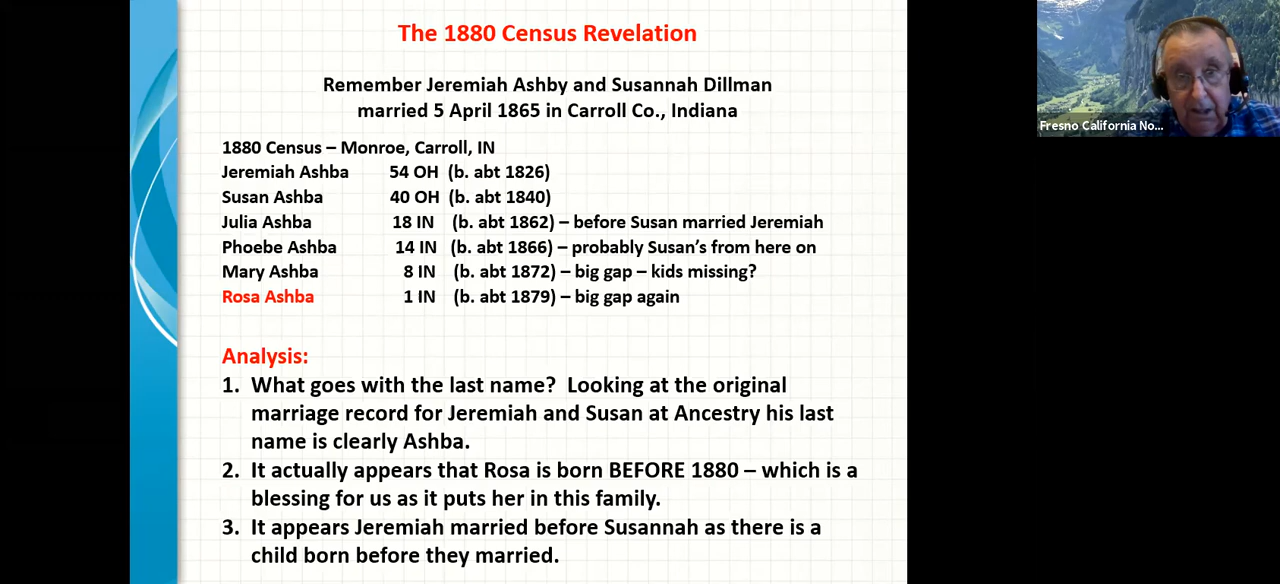 The 1880 Census Revelation
Remember Jeremiah Ashby and Susannah Dillman
married 5 April 1865 in Carroll Co., Indiana
1880 Census – Monroe, Carroll, IN
Jeremiah Ashba 54 OH (b. abt 1826)
Susan Ashba 40 OH (b. abt 1840)
Julia Ashba 18 IN (b. abt 1862) – before Susan married Jeremiah
Phoebe Ashba 14 IN (b. abt 1866) – probably Susan's from here on
Mary Ashba 8 IN (b. abt 1872) – big gap – kids missing?
Rosa Ashba 1 IN (b. abt 1879) – big gap again
Analysis:
1. What goes with the last name? Looking at the original
marriage record for Jeremiah and Susan at Ancestry his last
name is clearly Ashba.
2. It actually appears that Rosa is born BEFORE 1880 – which is a
blessing for us as it puts her in this family.
3. It appears Jeremiah married before Susannah as there is a
child born before they married.
Fresno California No...